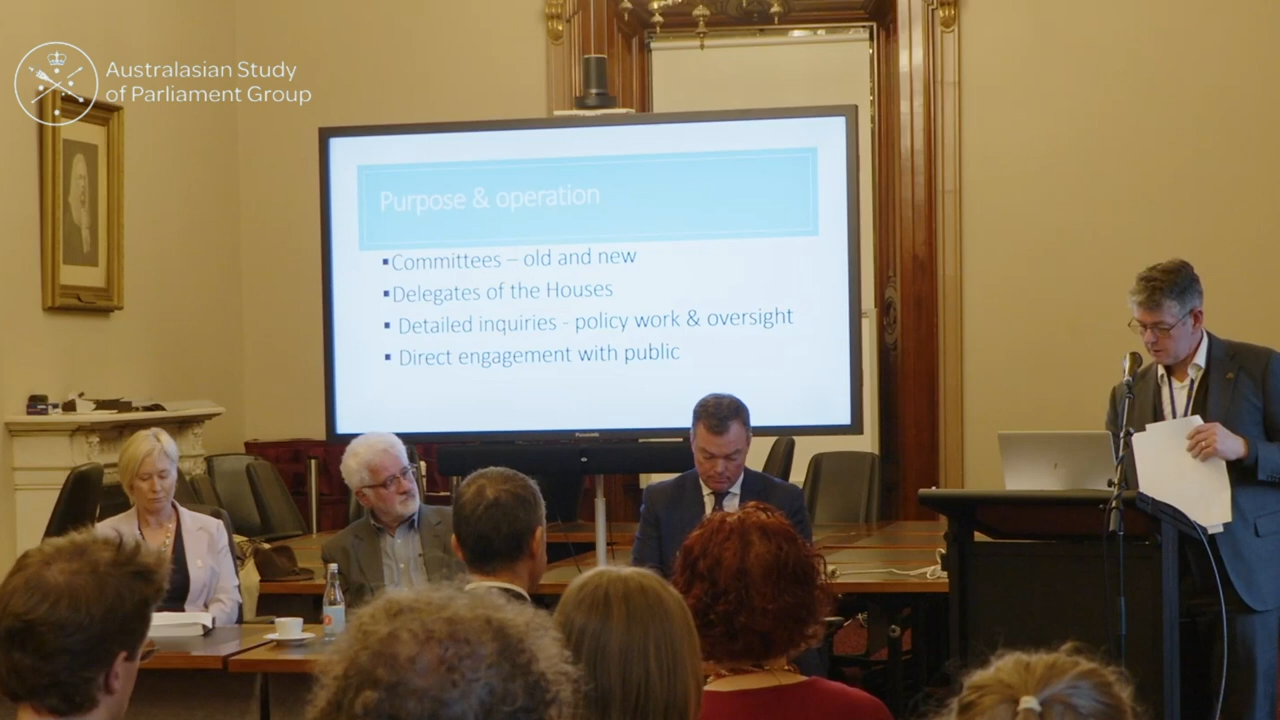 Australasian Study
of Parliament Group
Purpose & operation
▪Committees – old and new
▪Delegates of the Houses
▪ Detailed inquiries - policy work & oversight
▪ Direct engagement with public
Panasonic